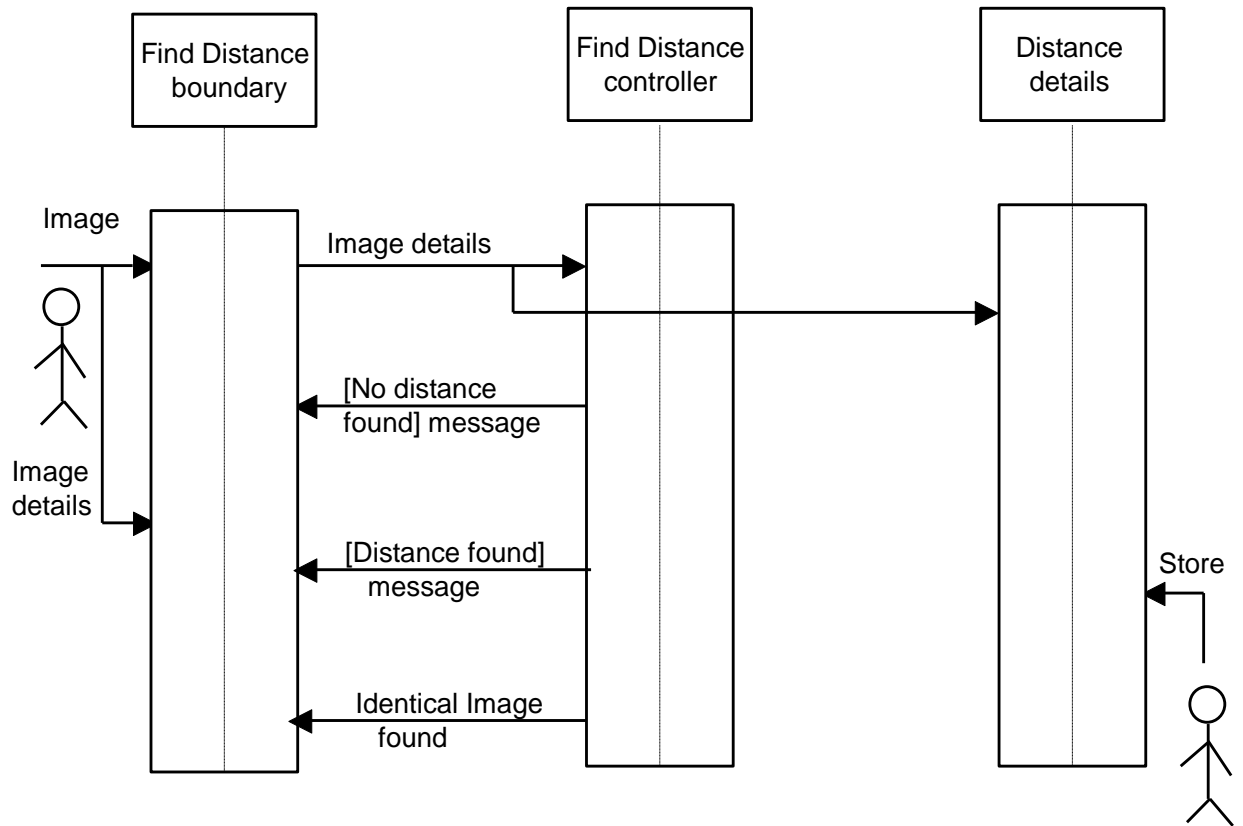 Find Distance
boundary
Find Distance
controller
Distance
details
Image
Image details
[No distance
found] message
Image
details
[Distance found]
message
Store
Identical Image
found